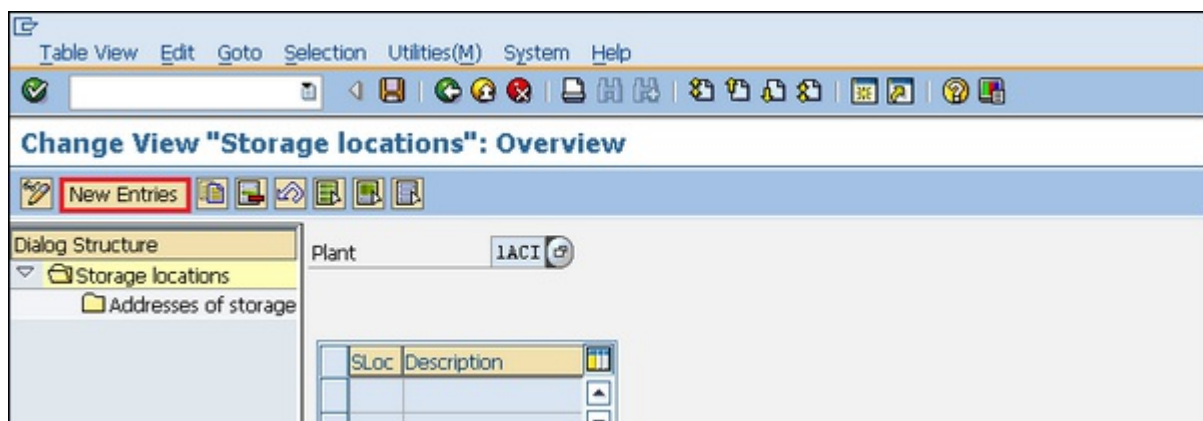 Table View Edit Goto Selection Utilities(M) System Help
Change View "Storage locations": Overview
New Entries
Dialog Structure
Plant 1ACI
Storage locations
Addresses of storage
SLoc Description